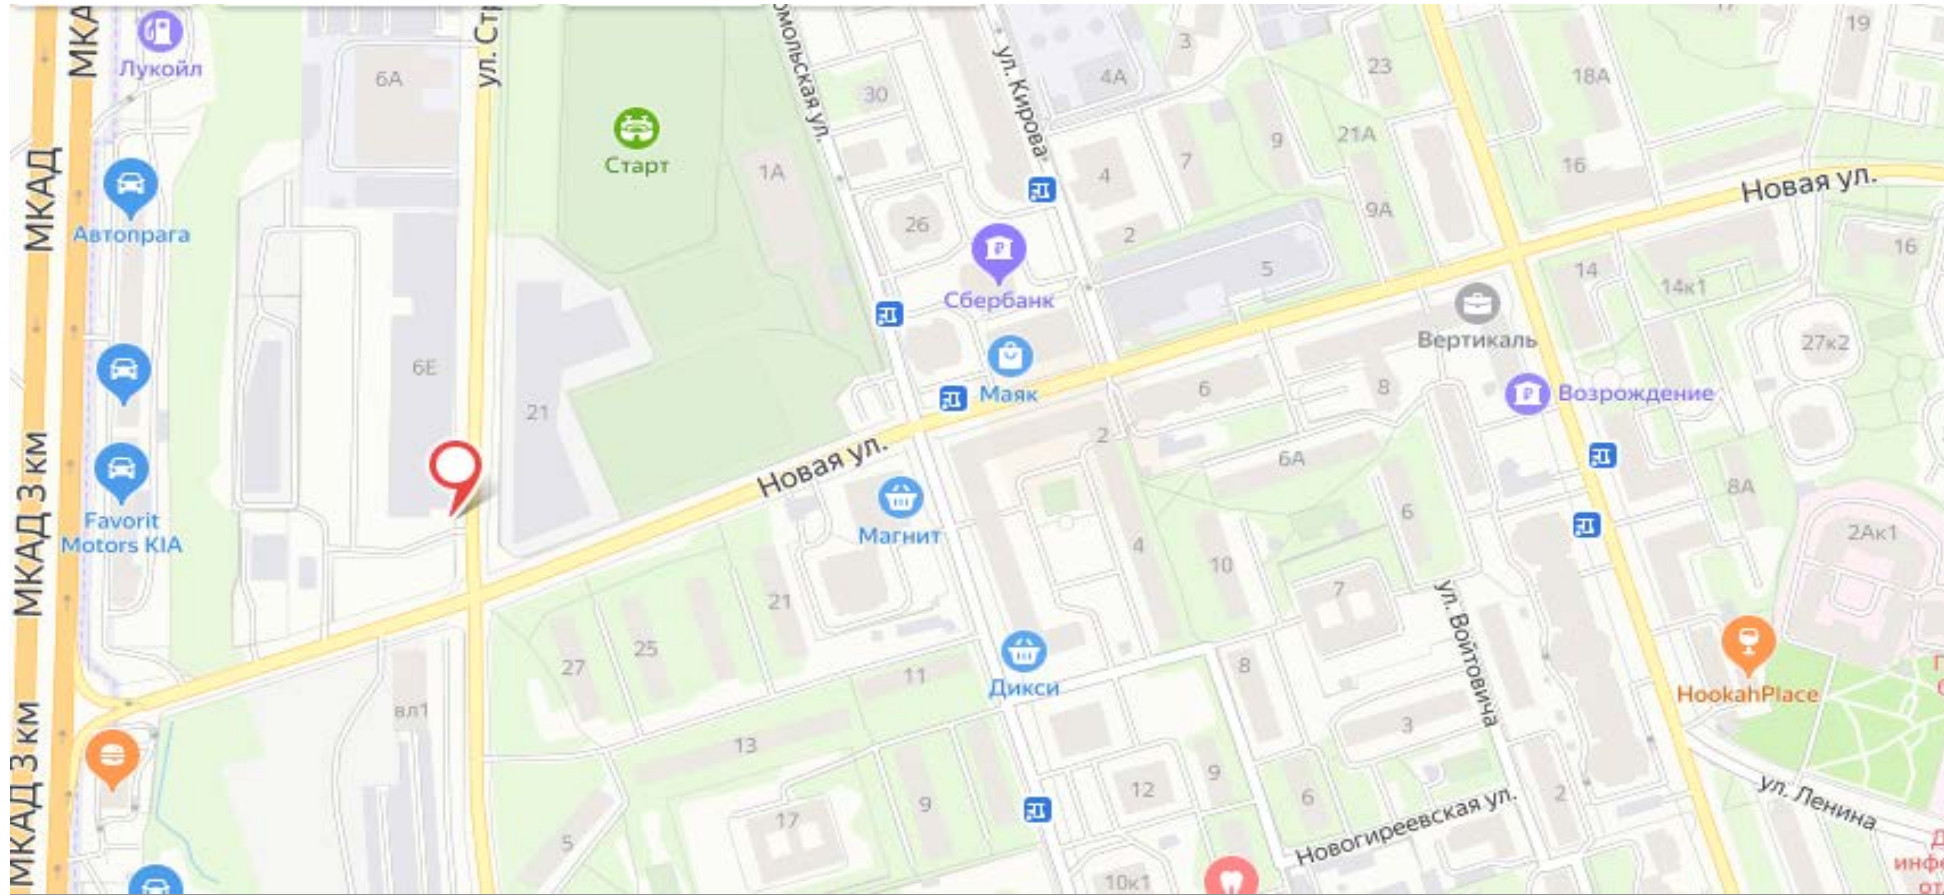 МКАД
Лукойл
6А
ул. Стр
30
ул. Кирова
3
4А
23
18А
19
МКАД
Автопрага
Старт
1А
26
4
7
9
21А
9А
16
Новая ул.
Сбербанк
2
5
14
14к1
16
6Е
21
Маяк
6
8
Вертикаль
Возрождение
27к2
МКАД 3 км
Favorit
Motors KIA
Новая ул.
Магнит
2
6А
6
8А
2Ак1
27
25
21
4
10
7
ул. Войтовича
HookahPlace
МКАД 3 км
вл1
11
Дикси
8
3
13
17
9
12
9
6
2
ул. Ленина
5
10к1
Новогиреевская ул.